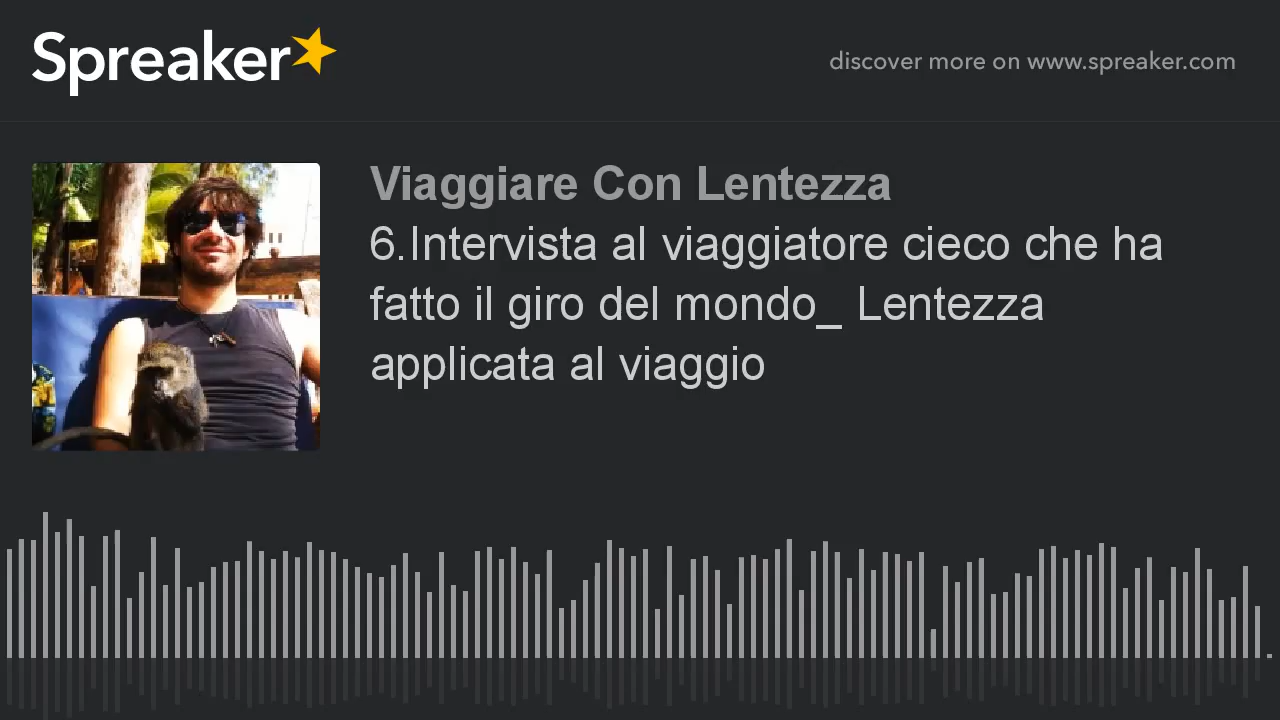 Spreaker
discover more on www.spreaker.com
Viaggiare Con Lentezza
6.Intervista al viaggiatore cieco che ha
fatto il giro del mondo_ Lentezza
applicata al viaggio